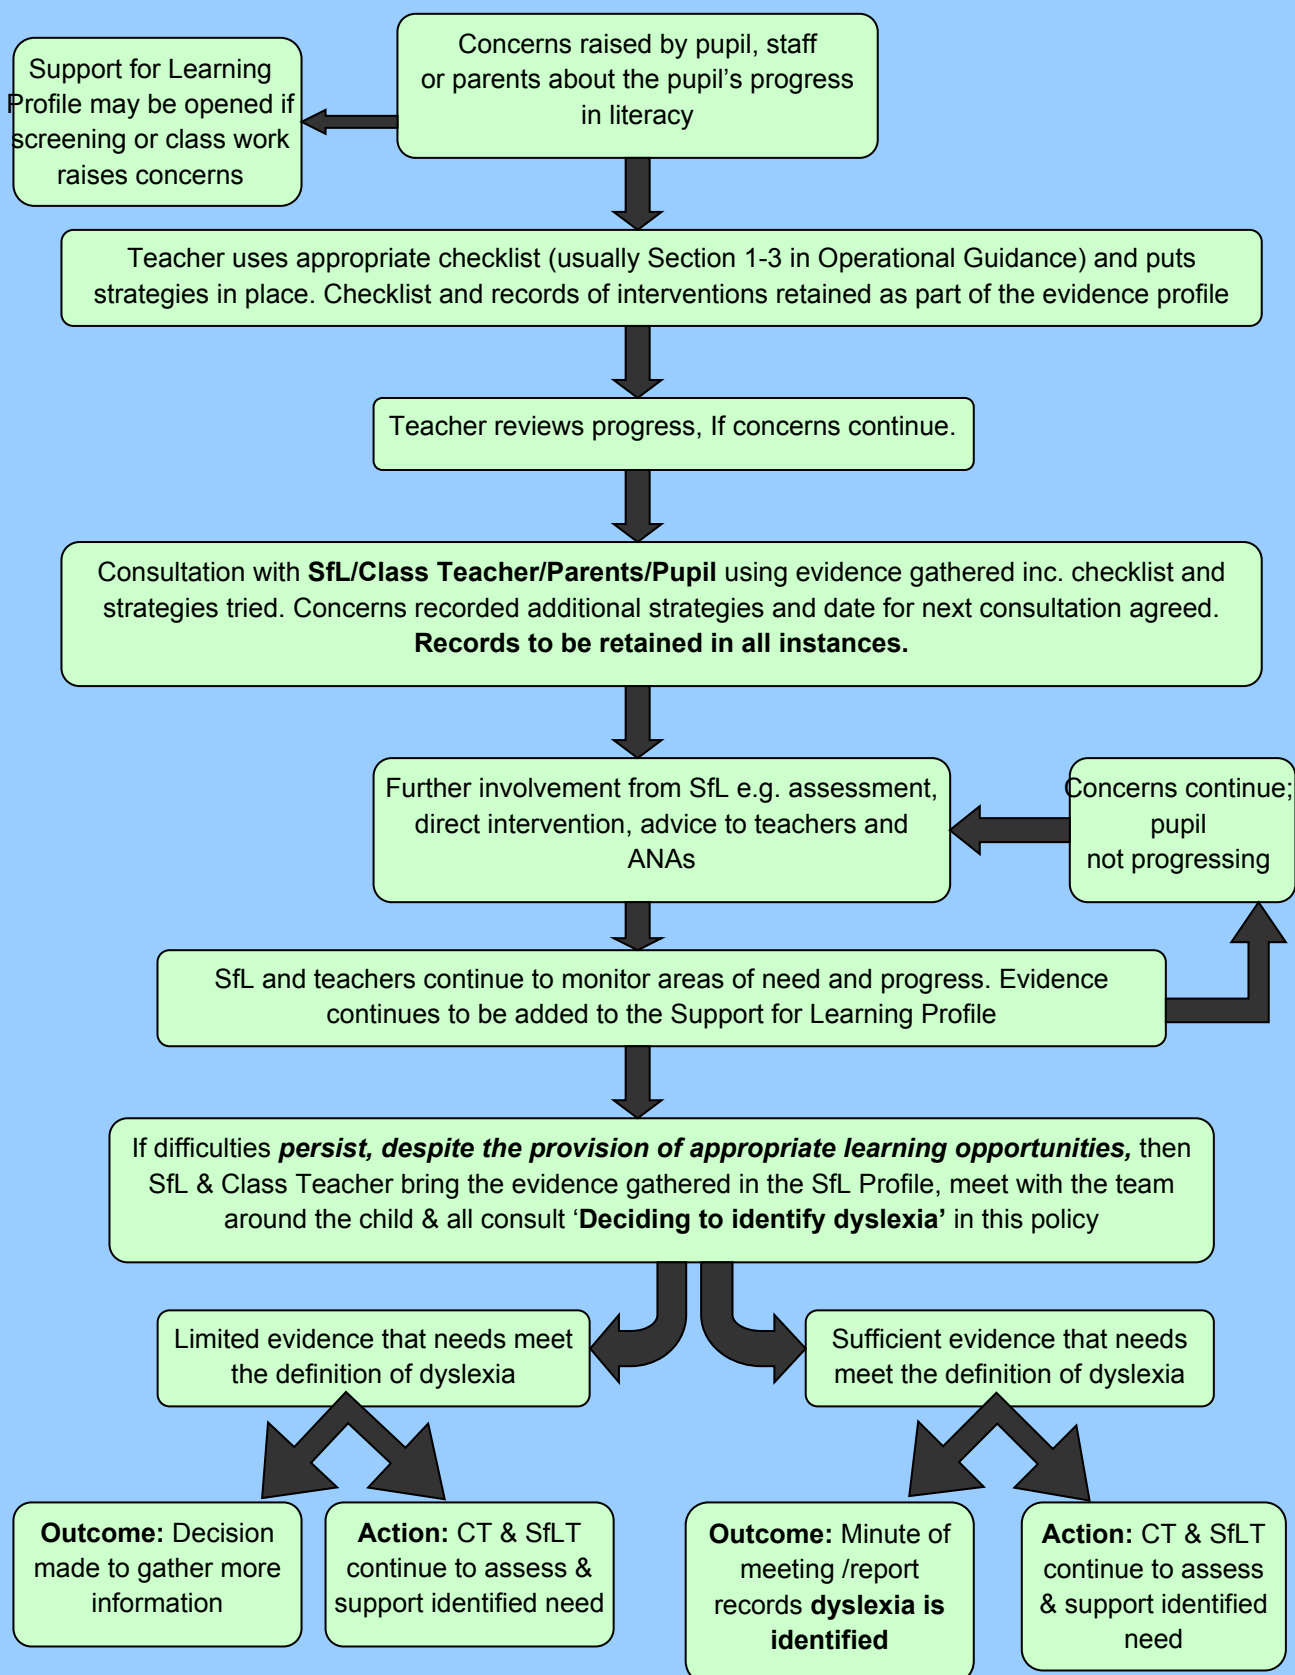 Concerns raised by pupil, staff
or parents about the pupil's progress
in literacy
Support for Learning
Profile may be opened if
screening or class work
raises concerns
Teacher uses appropriate checklist (usually Section 1-3 in Operational Guidance) and puts
strategies in place. Checklist and records of interventions retained as part of the evidence profile
Teacher reviews progress, If concerns continue.
Consultation with SfL/Class Teacher/Parents/Pupil using evidence gathered inc. checklist and
strategies tried. Concerns recorded additional strategies and date for next consultation agreed.
Records to be retained in all instances.
Further involvement from SfL e.g. assessment,
direct intervention, advice to teachers and
ANAs
Concerns continue;
pupil
not progressing
SfL and teachers continue to monitor areas of need and progress. Evidence
continues to be added to the Support for Learning Profile
If difficulties persist, despite the provision of appropriate learning opportunities, then
SfL & Class Teacher bring the evidence gathered in the SfL Profile, meet with the team
around the child & all consult ‘Deciding to identify dyslexia’ in this policy
Limited evidence that needs meet
the definition of dyslexia
Sufficient evidence that needs
meet the definition of dyslexia
Outcome: Decision
made to gather more
information
Action: CT & SfLT
continue to assess &
support identified need
Outcome: Minute of
meeting /report
records dyslexia is
identified
Action: CT & SfLT
continue to assess
& support identified
need